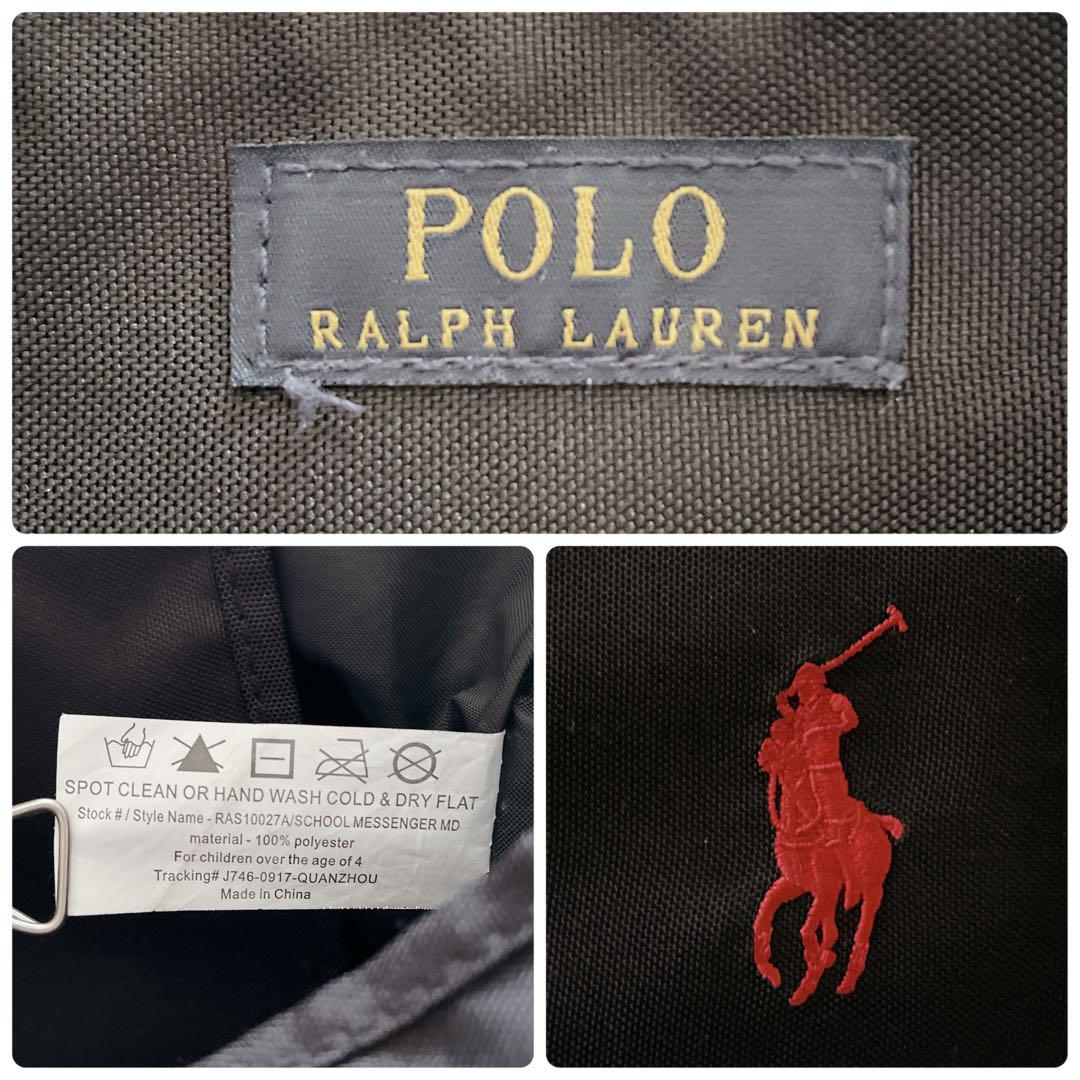 POLO
RALPH LAUREN
SPOT CLEAN OR HAND WASH COLD & DRY FLAT
Stock # / Style Name - RAS10027A/SCHOOL MESSENGER MD
material - 100% polyester
For children over the age of 4
Tracking# J746-0917-QUANZHOU
Made in China